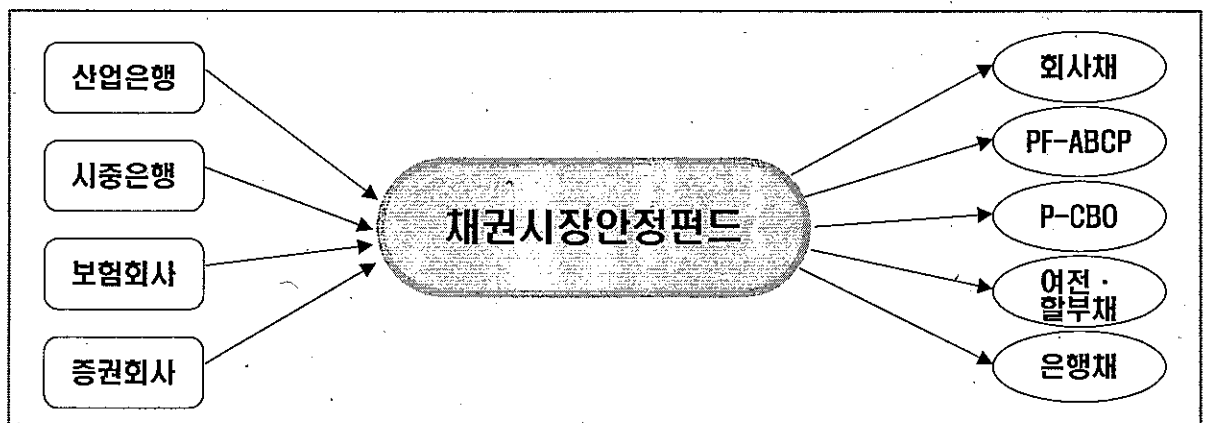 산업은행
시중은행
보험회사
증권회사
채권시장안정펀드
회사채
PF-ABCP
P-CBO
여전·
할부채
은행채